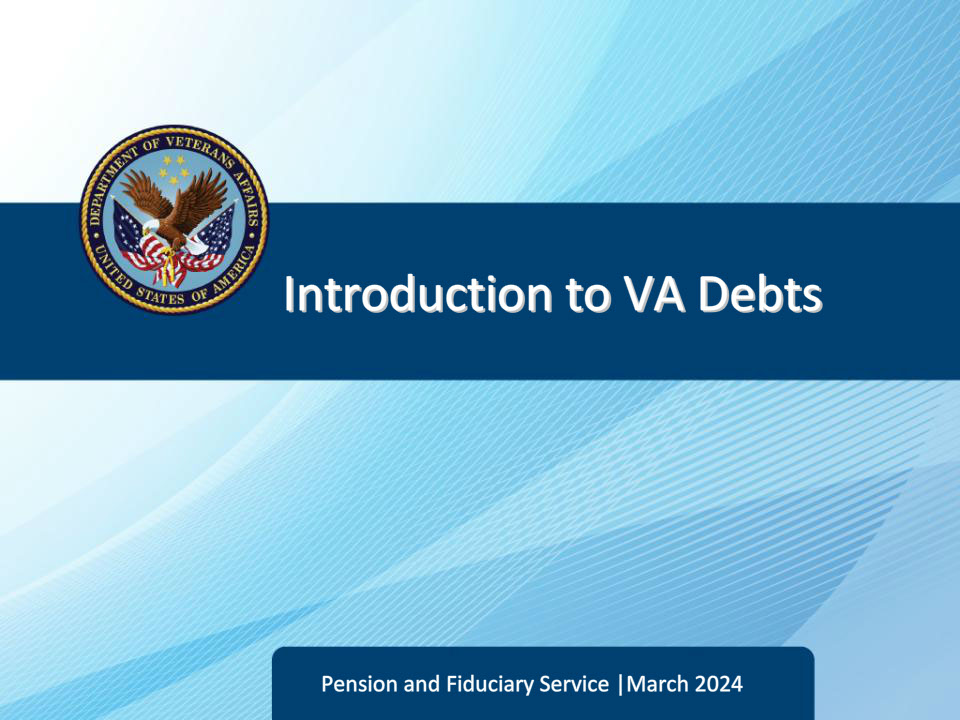 DEPARTMENT OF VETERANS AFFAIRS
UNITED STATES OF AMERICA
Introduction to VA Debts
Pension and Fiduciary Service |March 2024